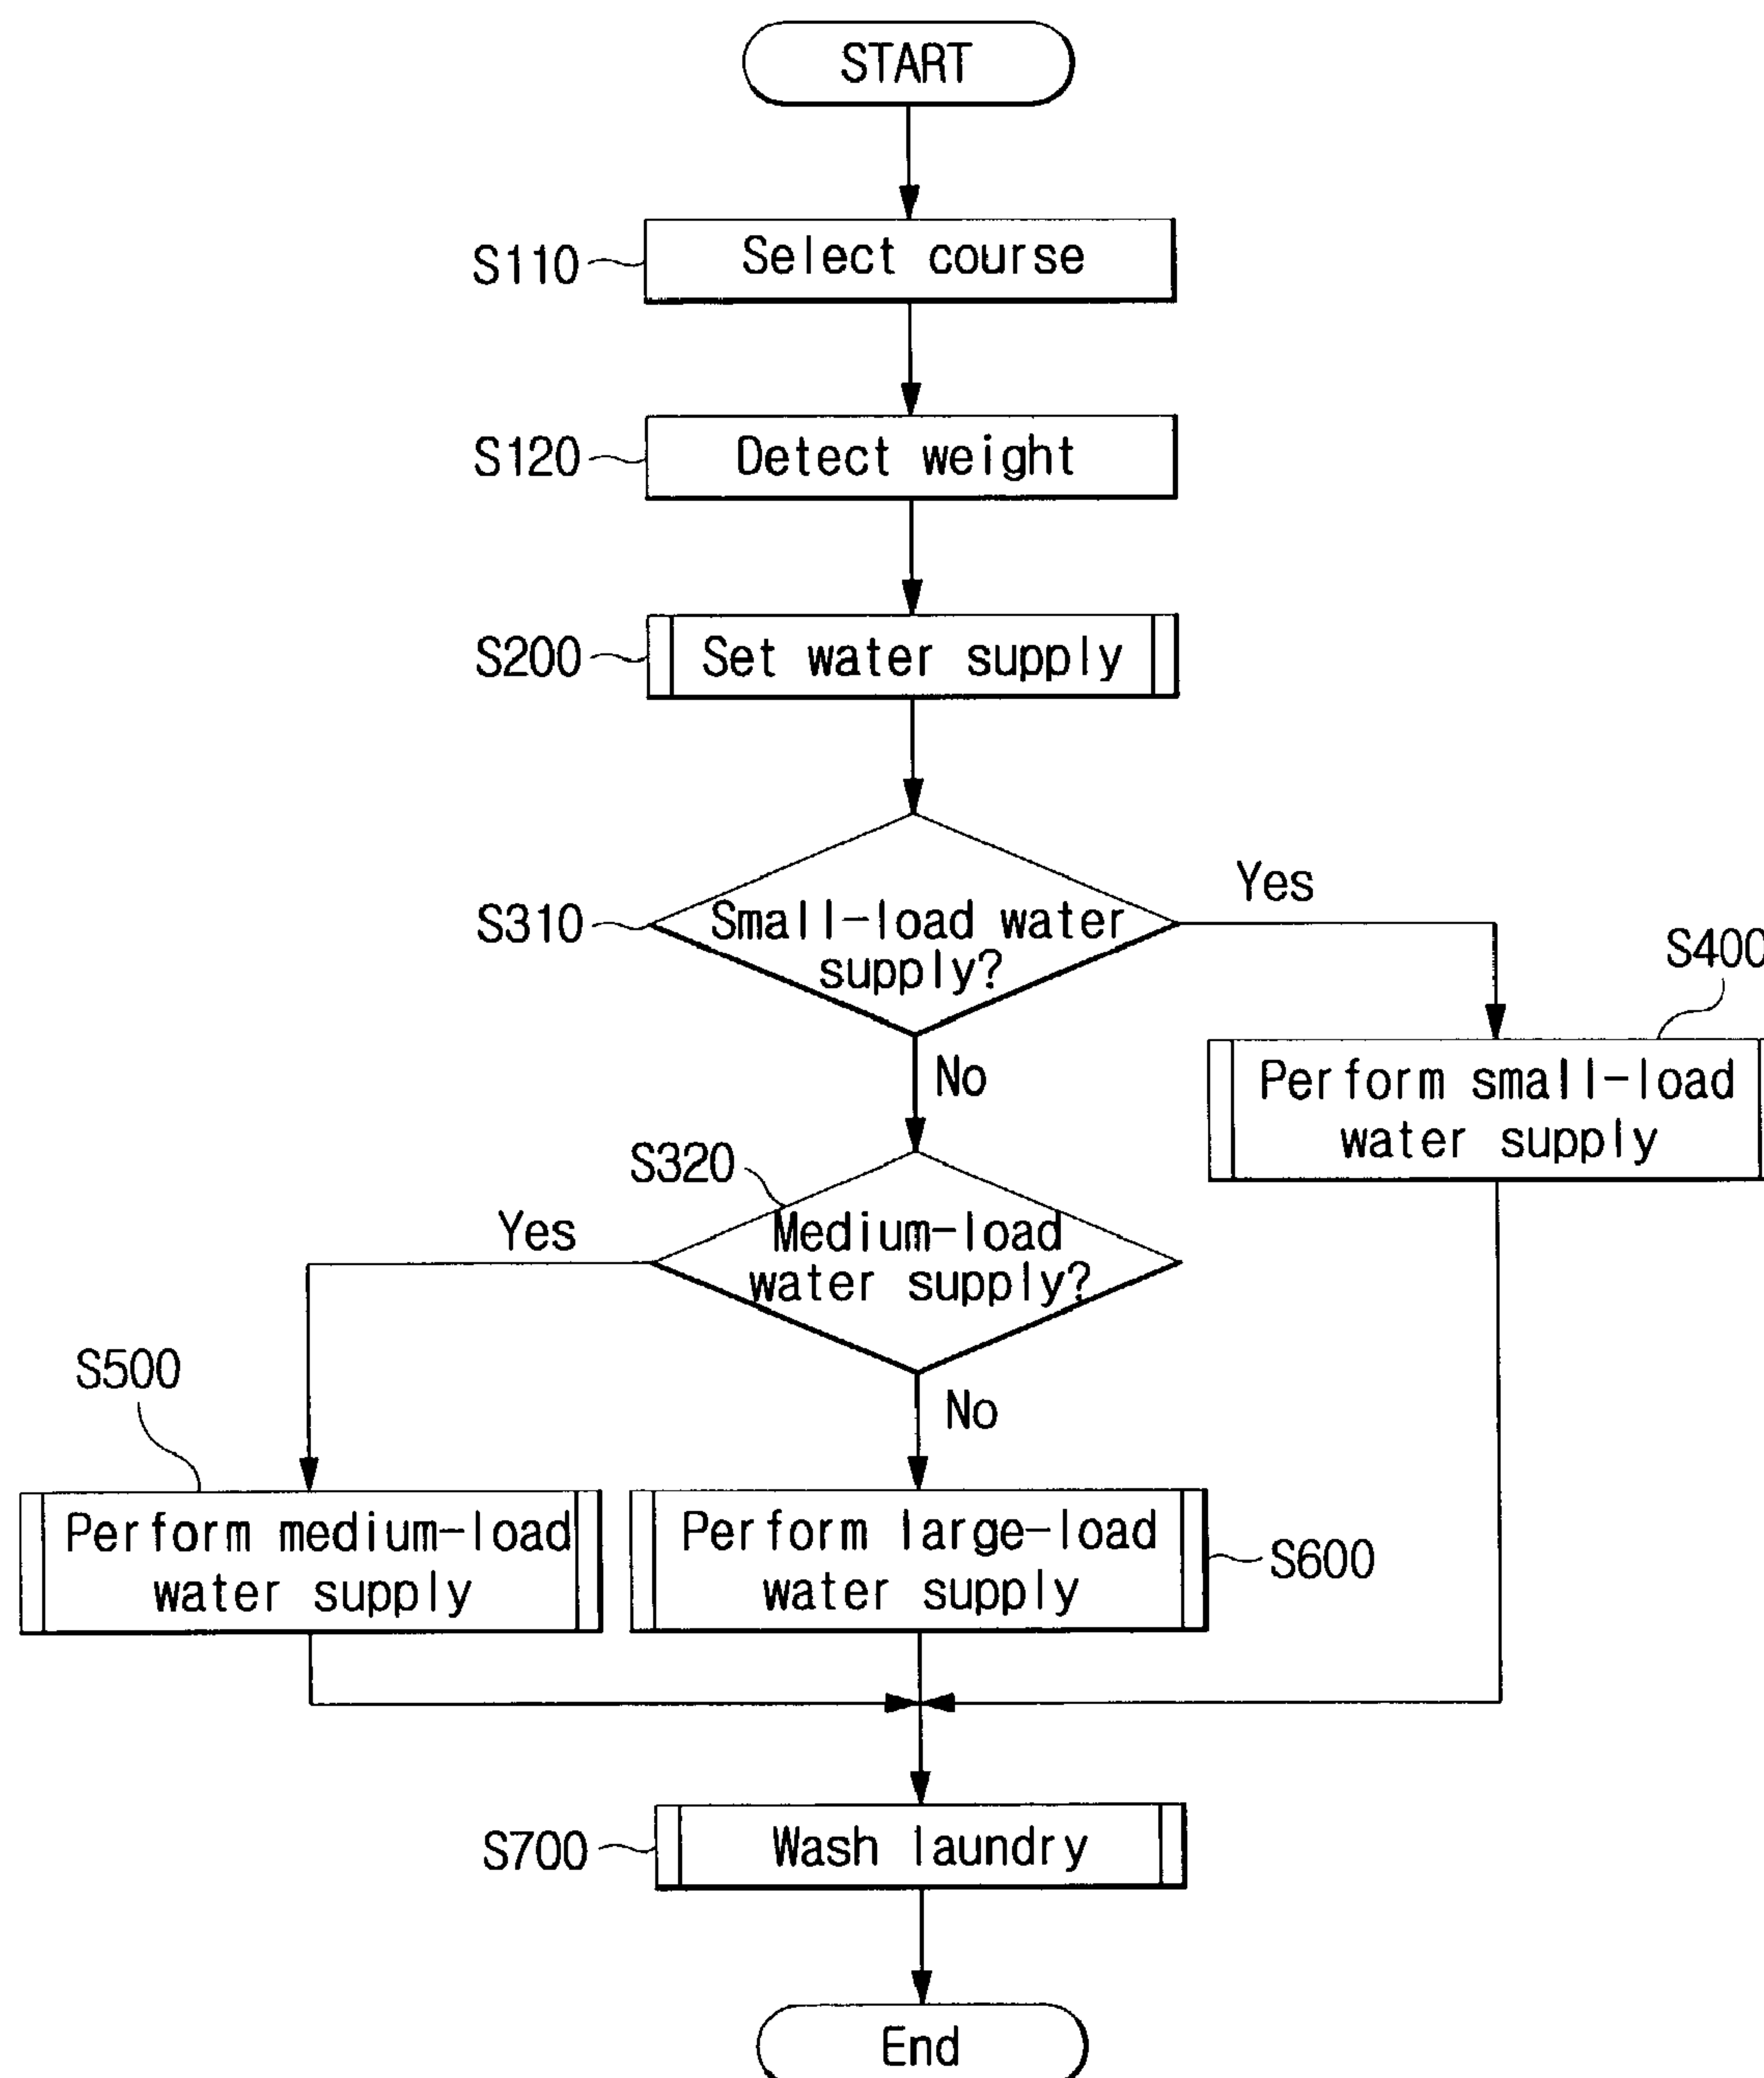 START
S110
Select course
S120
Detect weight
S200
Set water supply
S310
Small-load water
supply?
Yes
S400
No
Perform small-load
water supply
S320
Yes
Medium-load
water supply?
S500
No
Perform medium-load
water supply
Perform large-load
water supply
S600
S700
Wash laundry
End